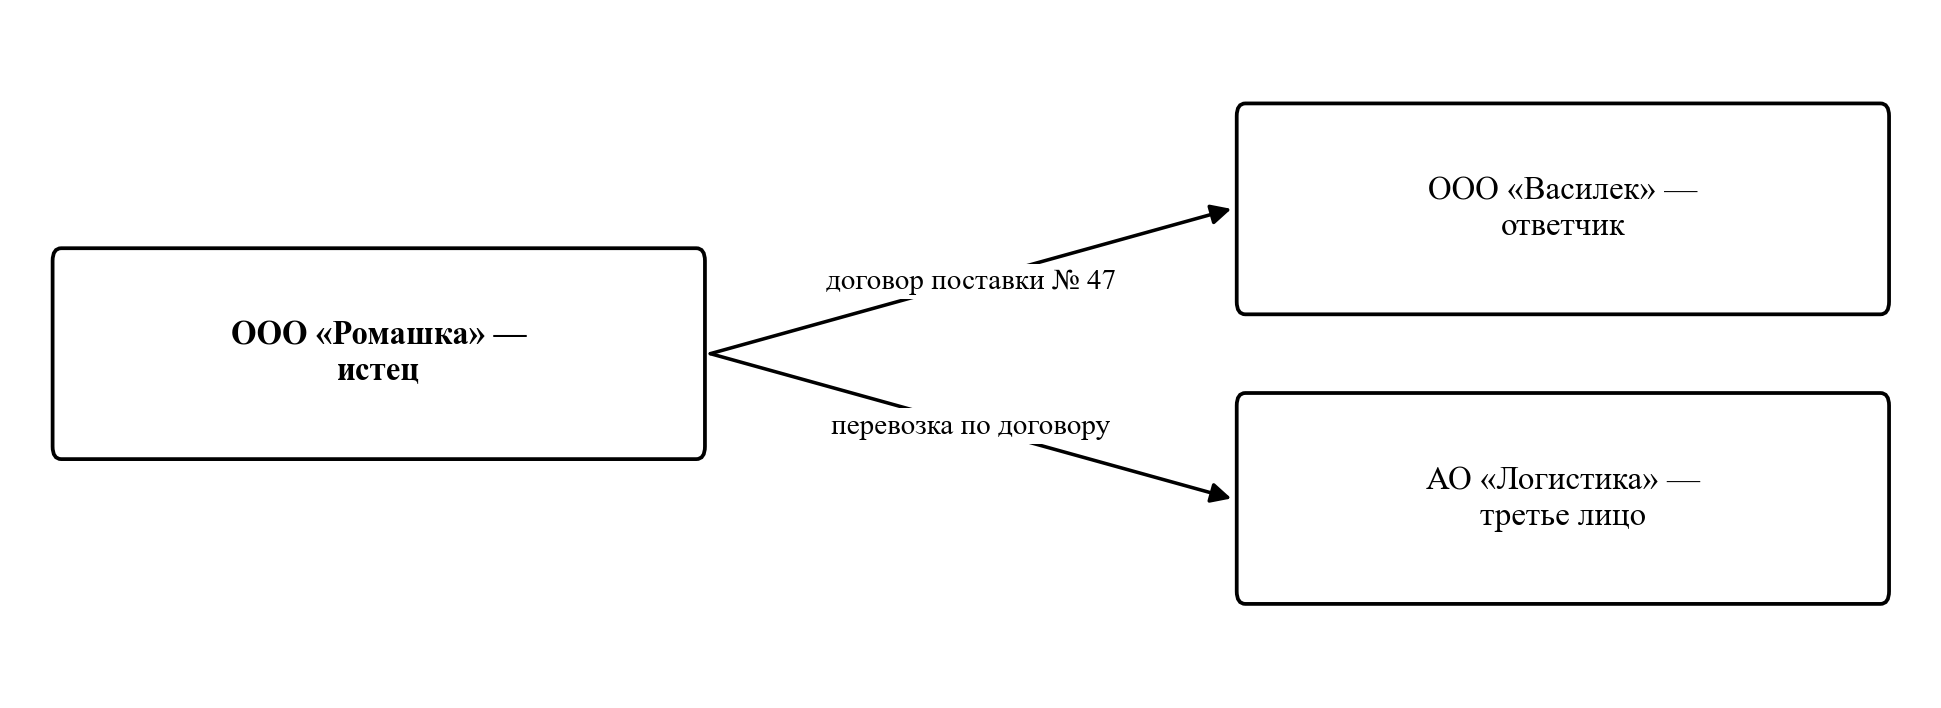 ООО «Ромашка» —
истец
договор поставки № 47
перевозка по договору
ООО «Василек» —
ответчик
АО «Логистика» —
третье лицо